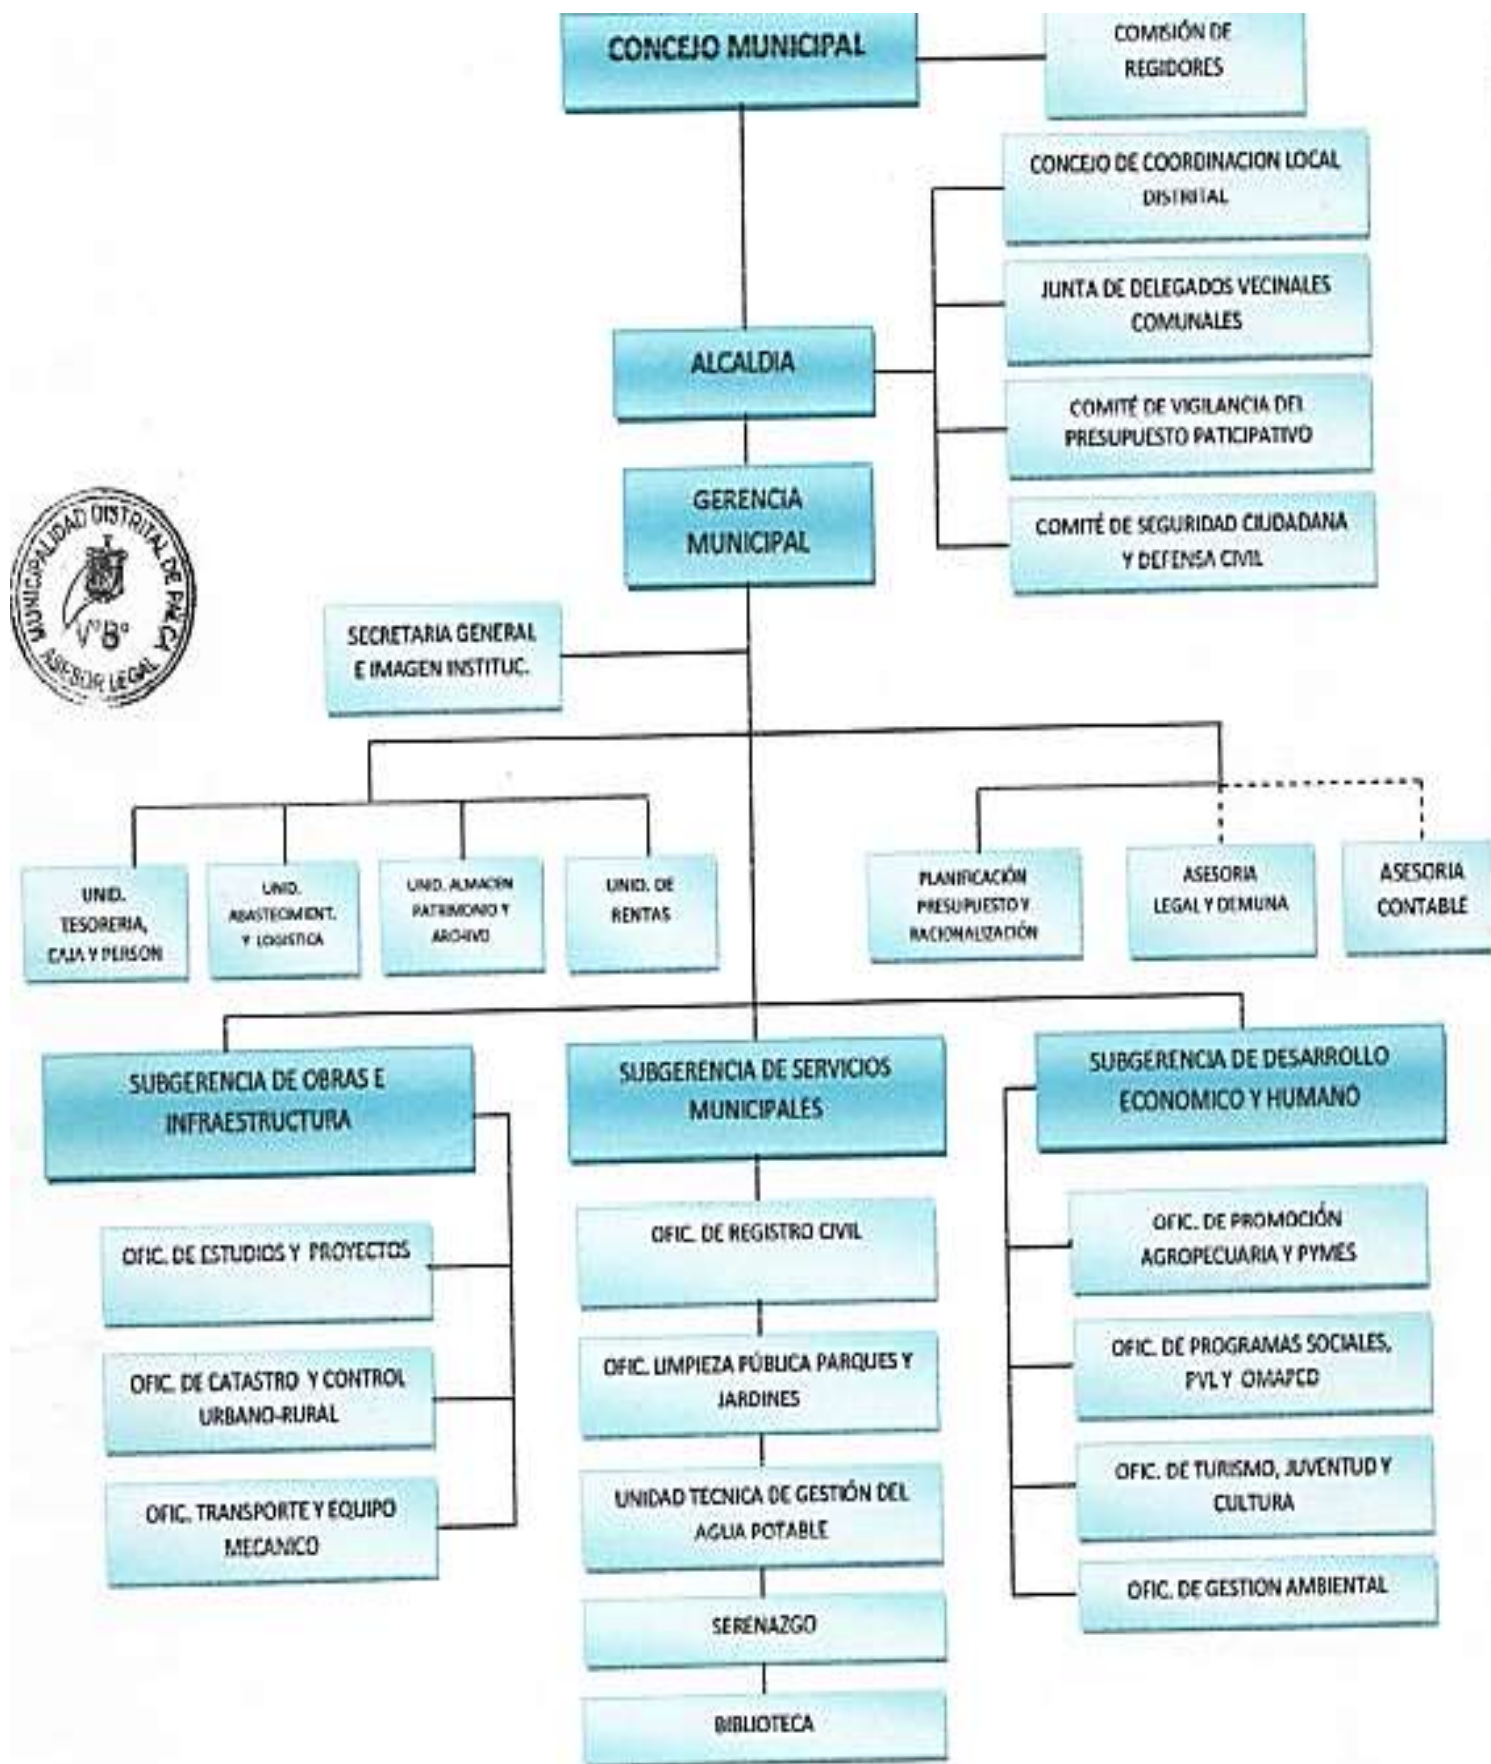 CONCEJO MUNICIPAL
COMISIÓN DE
REGIDORES
CONCEJO DE COORDINACION LOCAL
DISTRITAL
JUNTA DE DELEGADOS VECINALES
COMUNALES
ALCALDIA
COMITÉ DE VIGILANCIA DEL
PRESUPUESTO PATICIPATIVO
GERENCIA
MUNICIPAL
COMITÉ DE SEGURIDAD CIUDADANA
Y DEFENSA CIVIL
MUNICIPALIDAD DISTRITAL DE PALCA
V°B°
ASESOR LEGAL
SECRETARIA GENERAL
E IMAGEN INSTITUC.
UNID.
TESORERIA,
CAJA Y PERSON
UNID.
ABASTECIMIENT.
Y LOGISTICA
UNID. ALMACEN
PATRIMONIO Y
ARCHIVO
UNID. DE
RENTAS
PLANIFICACIÓN
PRESUPUESTO Y
RACIONALIZACIÓN
ASESORIA
LEGAL Y DEMUNA
ASESORIA
CONTABLE
SUBGERENCIA DE OBRAS E
INFRAESTRUCTURA
SUBGERENCIA DE SERVICIOS
MUNICIPALES
SUBGERENCIA DE DESARROLLO
ECONOMICO Y HUMANO
OFIC. DE ESTUDIOS Y PROYECTOS
OFIC. DE CATASTRO Y CONTROL
URBANO-RURAL
OFIC. TRANSPORTE Y EQUIPO
MECANICO
OFIC. DE REGISTRO CIVIL
OFIC. LIMPIEZA PÚBLICA PARQUES Y
JARDINES
UNIDAD TÉCNICA DE GESTIÓN DEL
AGUA POTABLE
SERENAZGO
BIBLIOTECA
OFIC. DE PROMOCIÓN
AGROPECUARIA Y PYMES
OFIC. DE PROGRAMAS SOCIALES,
PVL Y OMAPED
OFIC. DE TURISMO, JUVENTUD Y
CULTURA
OFIC. DE GESTION AMBIENTAL